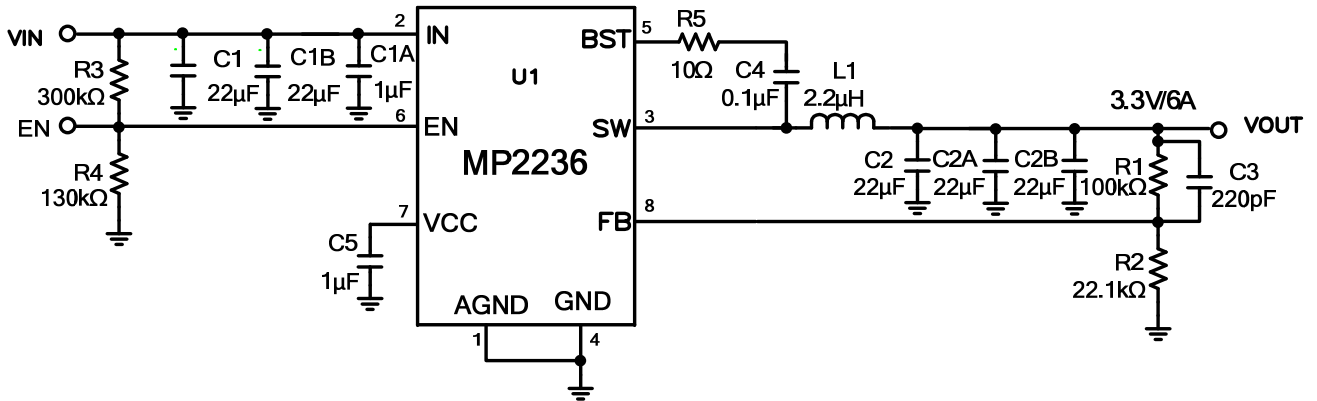 VIN
R3
300kΩ
EN
R4
130kΩ
C1
22µF
C1B
22µF
C1A
1µF
2
6
7
C5
1µF
IN
EN
VCC
U1
MP2236
BST
SW
FB
AGND
GND
1
4
5
3
8
R5
10Ω
C4
0.1µF
L1
2.2µH
3.3V/6A
VOUT
C2
22µF
C2A
22µF
C2B
22µF
R1
100kΩ
C3
220pF
R2
22.1kΩ